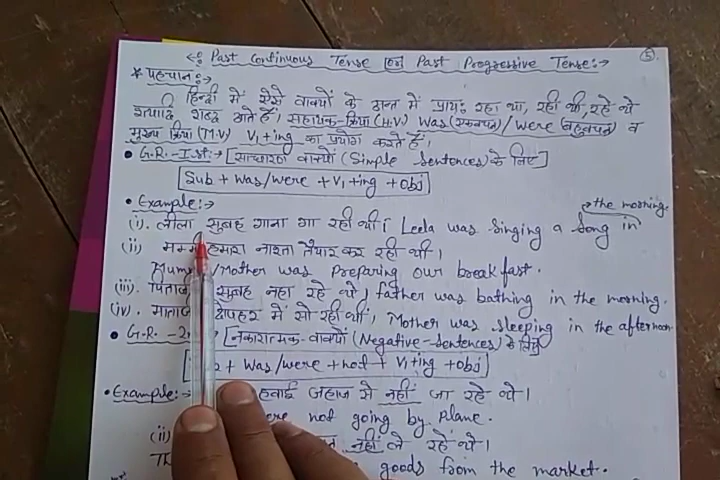 Past Continuous Tense or Past Progressive Tense:→ (5)
* पहचान:→
हिन्दी में ऐसे वाक्यों के अन्त में प्रायः रहा था, रही थी, रहे थे
इत्यादि शब्द आते हैं। सहायक-क्रिया (H.V) Was (एकवचन)/Were (बहुवचन) व
मुख्य क्रिया (M.V) V₁+ing का प्रयोग करते हैं।
• G.R.-1st:→ [साधारण वाक्यों (Simple Sentences) के लिए]
Sub + was/were + V₁+ing + obj
• Example:→
(i). लीला सुबह गाना गा रही थी। Leela was singing a song in the morning.
(ii) मम्मी हमारा नाश्ता तैयार कर रही थी।
/Mother was preparing our breakfast.
(iii). पिताजी सुबह नहा रहे थे। father was bathing in the morning.
(iv). दोपहर में सो रही थी। Mother was sleeping in the afternoon
• G.R. [नकारात्मक-वाक्यों (Negative-Sentences) के लिए
+ was/were + not + V₁+ing + obj
• Example:→ हवाई जहाज से नहीं जा रहे थे।
not going by plane.
(ii) नहीं ले रहे थे।
goods from the market.